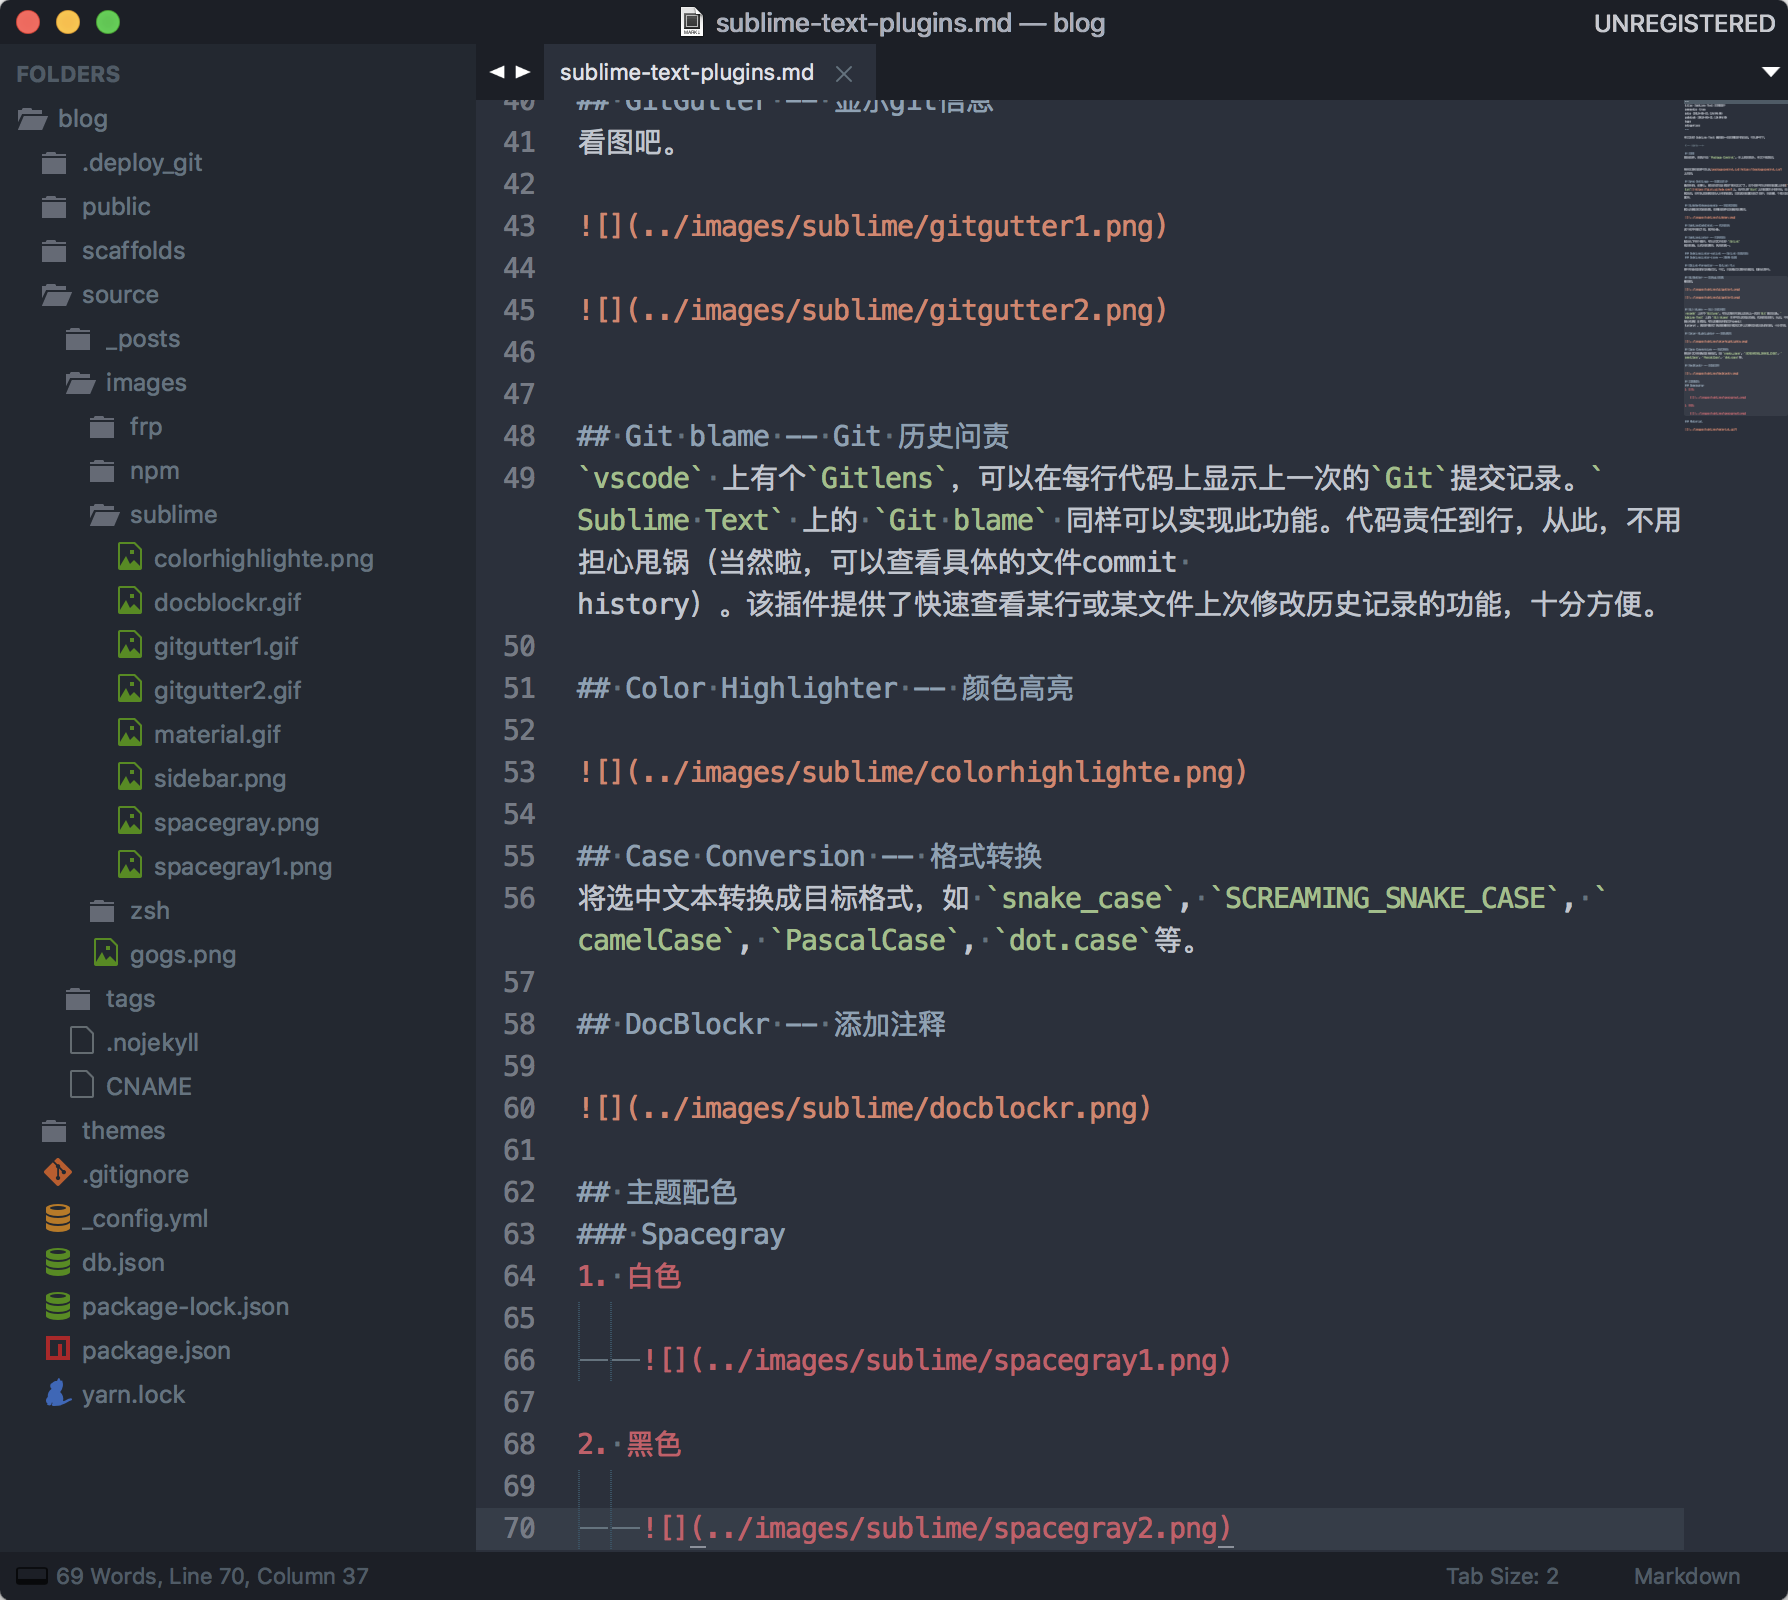 sublime-text-plugins.md — blog
UNREGISTERED
FOLDERS
blog
.deploy_git
public
scaffolds
source
_posts
images
frp
npm
sublime
colorhighlighte.png
docblockr.gif
gitgutter1.gif
gitgutter2.gif
material.gif
sidebar.png
spacegray.png
spacegray1.png
zsh
gogs.png
tags
.nojekyll
CNAME
themes
.gitignore
_config.yml
db.json
package-lock.json
package.json
yarn.lock
sublime-text-plugins.md
40 ## GitGutter -- 显示git信息
41 看图吧。
42
43 ![](../images/sublime/gitgutter1.png)
44
45 ![](../images/sublime/gitgutter2.png)
46
47
48 ## Git blame -- Git 历史问责
49 `vscode` 上有个`Gitlens`，可以在每行代码上显示上一次的`Git`提交记录。`
Sublime Text` 上的 `Git blame` 同样可以实现此功能。代码责任到行，从此，不用
担心甩锅（当然啦，可以查看具体的文件commit
history）。该插件提供了快速查看某行或某文件上次修改历史记录的功能，十分方便。
50
51 ## Color Highlighter -- 颜色高亮
52
53 ![](../images/sublime/colorhighlighte.png)
54
55 ## Case Conversion -- 格式转换
56 将选中文本转换成目标格式，如 `snake_case`, `SCREAMING_SNAKE_CASE`, `
camelCase`, `PascalCase`, `dot.case`等。
57
58 ## DocBlockr -- 添加注释
59
60 ![](../images/sublime/docblockr.png)
61
62 ## 主题配色
63 ### Spacegray
64 1. 白色
65
66 ![](../images/sublime/spacegray1.png)
67
68 2. 黑色
69
70 ![](../images/sublime/spacegray2.png)
69 Words, Line 70, Column 37
Tab Size: 2
Markdown